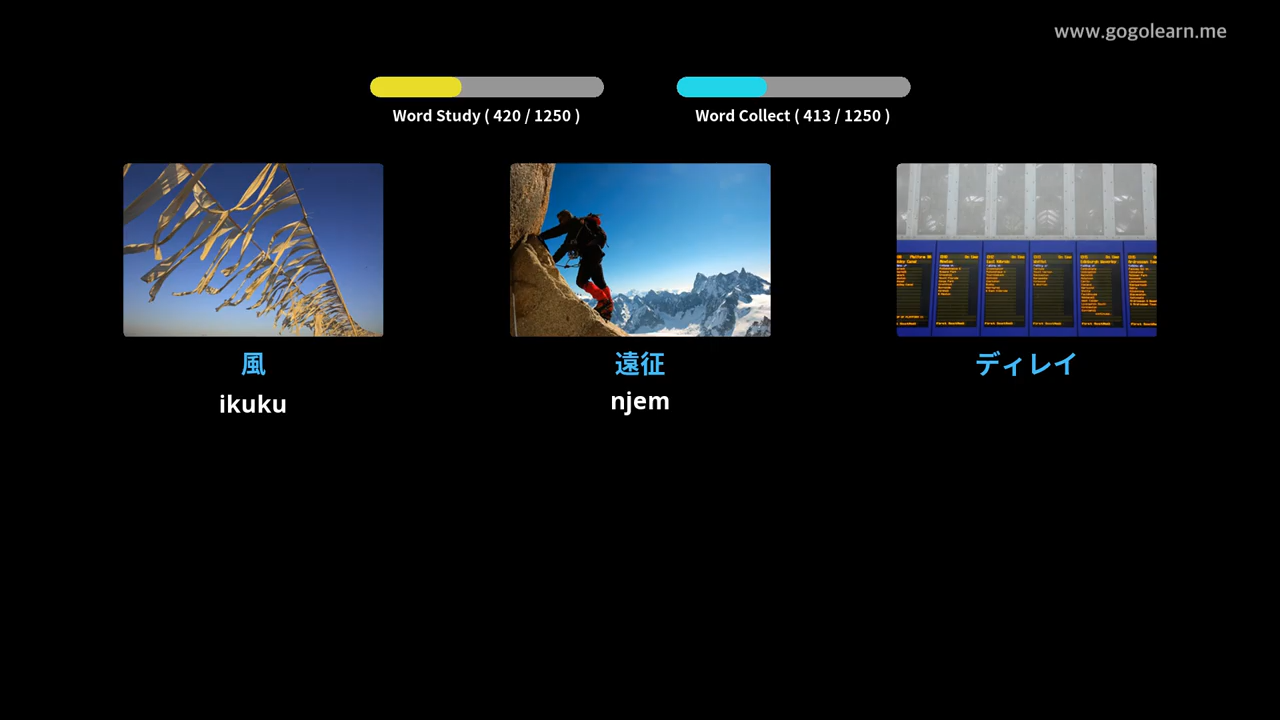 www.gogolearn.me
Word Study ( 420 / 1250 )
Word Collect ( 413 / 1250 )
風
遠征
ディレイ
ikuku
njem